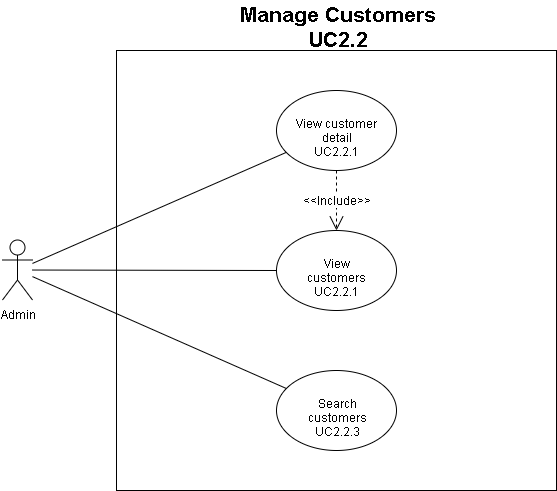 Manage Customers
UC2.2
View customer
detail
UC2.2.1
<<Include>>
View
customers
UC2.2.1
Admin
Search
customers
UC2.2.3